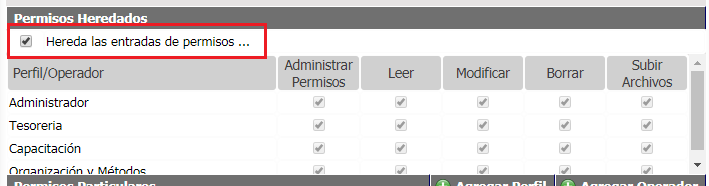 Permisos Heredados
Hereda las entradas de permisos ...
Perfil/Operador Administrar Permisos Leer Modificar Borrar Subir Archivos
Administrador
Tesoreria
Capacitación
Organización y Métodos
Permisos Particulares Agregar Perfil Agregar Operador